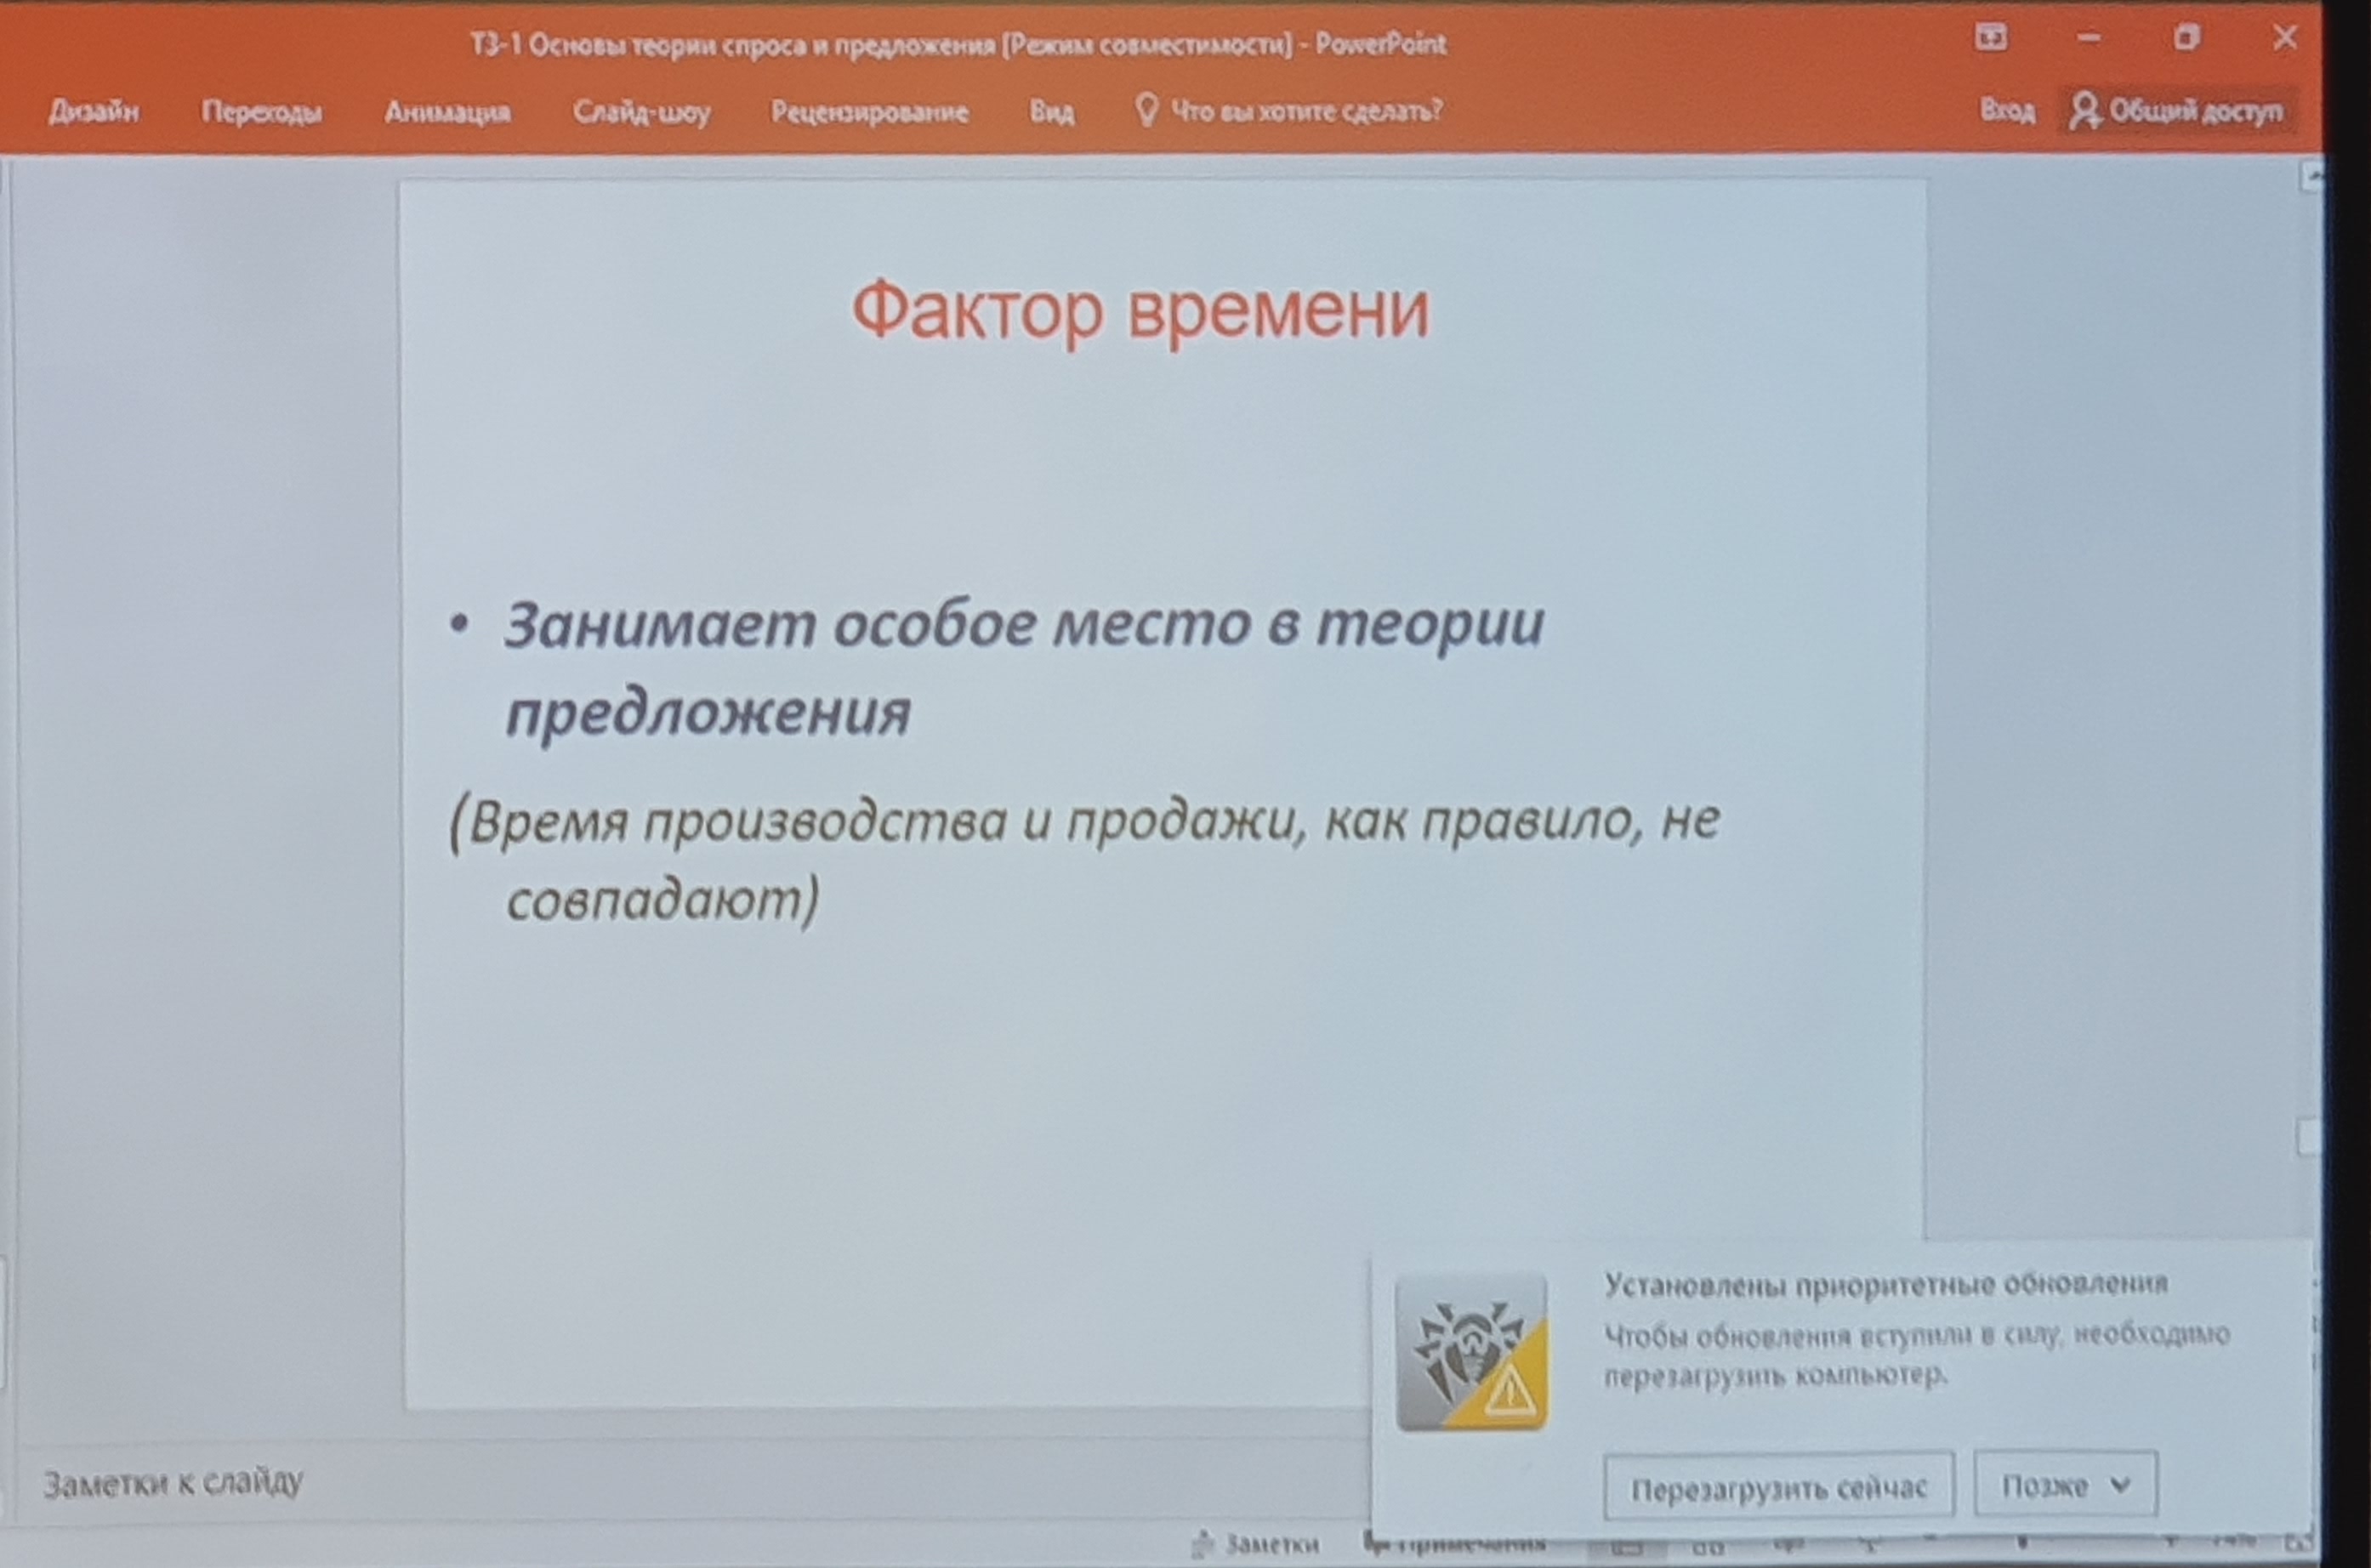 Т3-1 Основы теории спроса и предложения [Режим совместимости] - PowerPoint
Дизайн Переходы Анимация Слайд-шоу Рецензирование Вид Что вы хотите сделать? Вход Общий доступ
Фактор времени
• Занимает особое место в теории
предложения
(Время производства и продажи, как правило, не
совпадают)
Установлены приоритетные обновления
Чтобы обновления вступили в силу, необходимо
перезагрузить компьютер.
Перезагрузить сейчас Позже
Заметки к слайду
Заметки Примечания